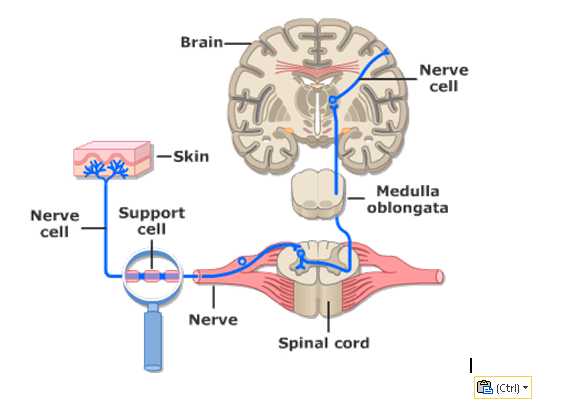 Brain
Nerve
cell
Skin
Medulla
oblongata
Nerve
cell
Support
cell
Nerve
Spinal cord
(Ctrl)